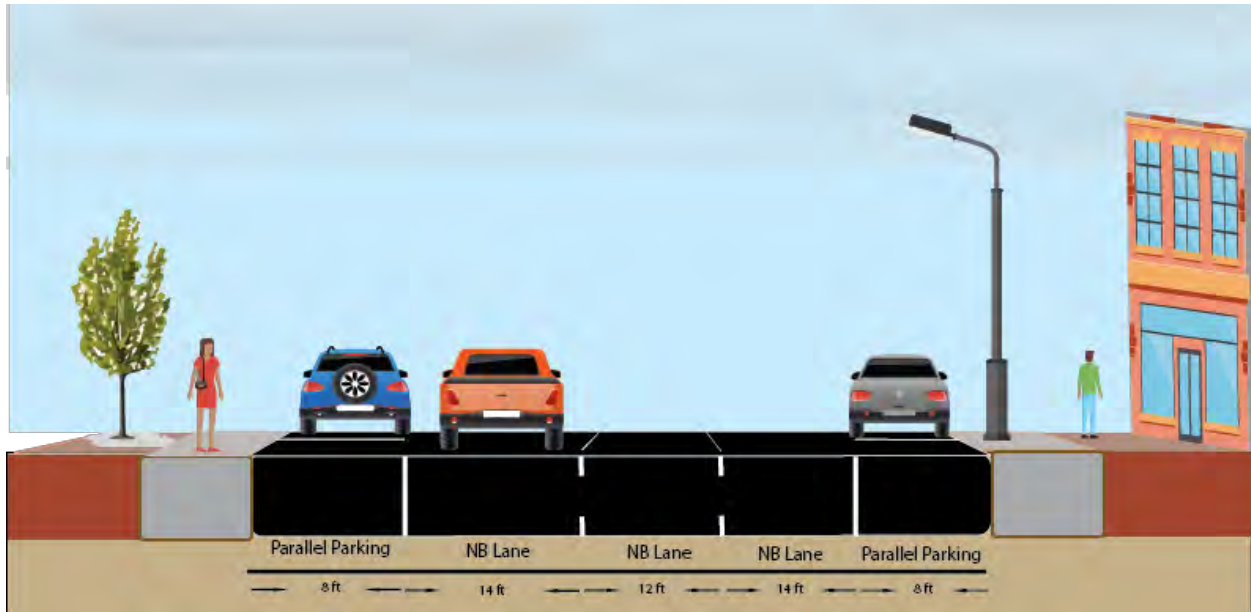 Parallel Parking NB Lane NB Lane NB Lane Parallel Parking
8 ft 14 ft 12 ft 14 ft 8 ft